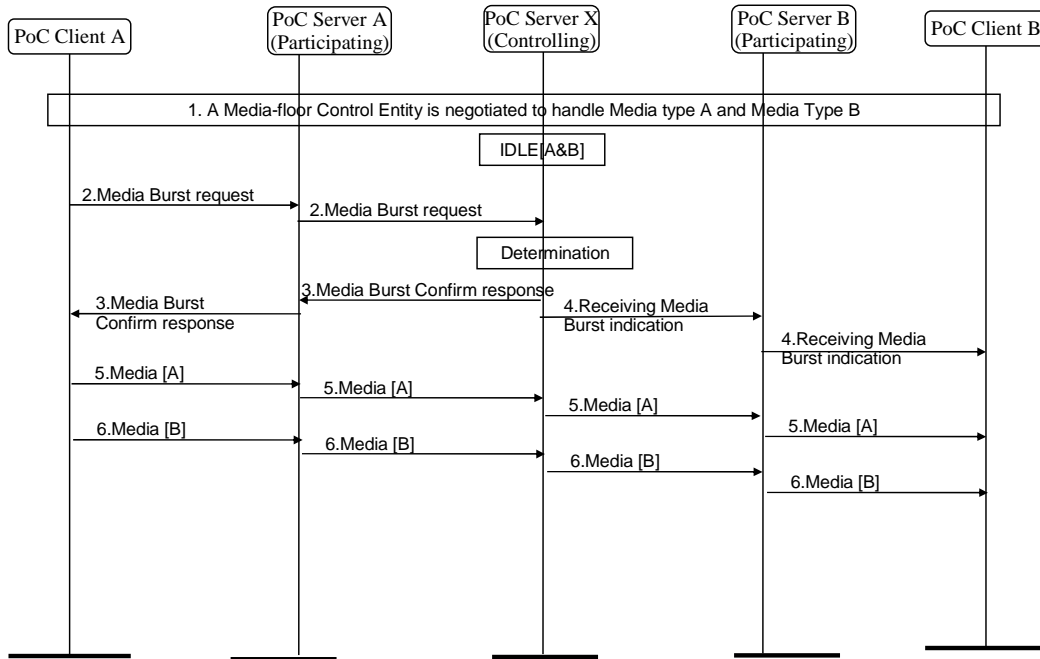 PoC Client A
PoC Server A
(Participating)
PoC Server X
(Controlling)
PoC Server B
(Participating)
PoC Client B
1. A Media-floor Control Entity is negotiated to handle Media type A and Media Type B
IDLE[A&B]
2.Media Burst request
2.Media Burst request
Determination
3.Media Burst Confirm response
3.Media Burst
Confirm response
4.Receiving Media
Burst indication
4.Receiving Media
Burst indication
5.Media [A]
5.Media [A]
5.Media [A]
5.Media [A]
6.Media [B]
6.Media [B]
6.Media [B]
6.Media [B]